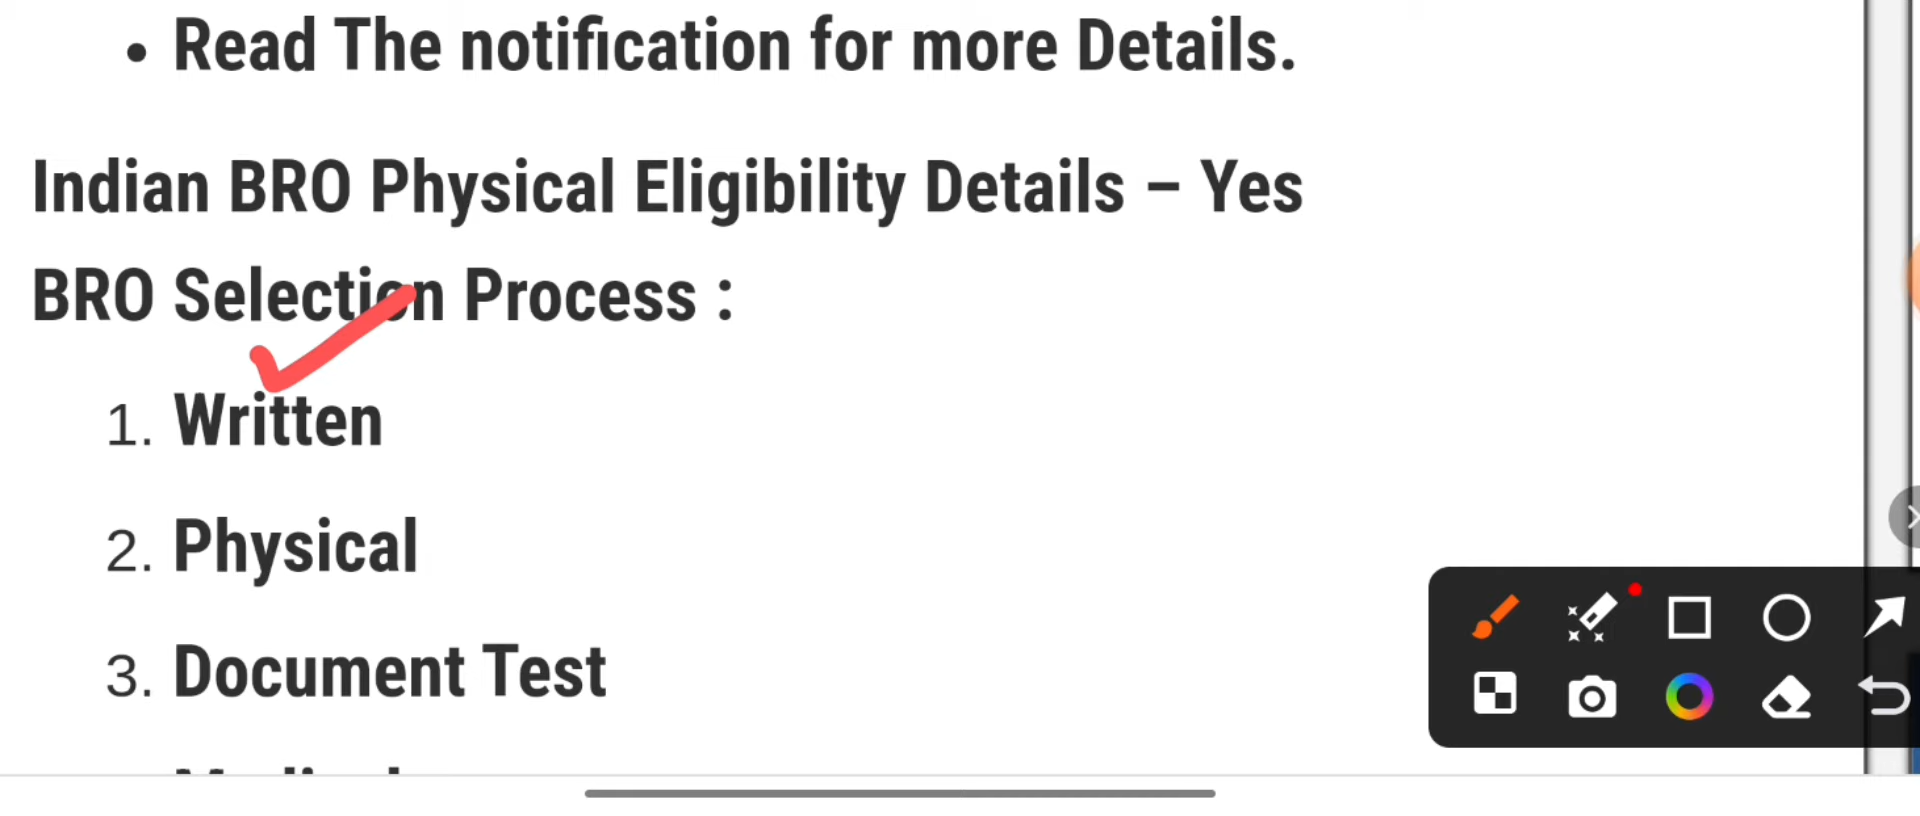 • Read The notification for more Details.
Indian BRO Physical Eligibility Details – Yes
BRO Selection Process :
1. Written
2. Physical
3. Document Test